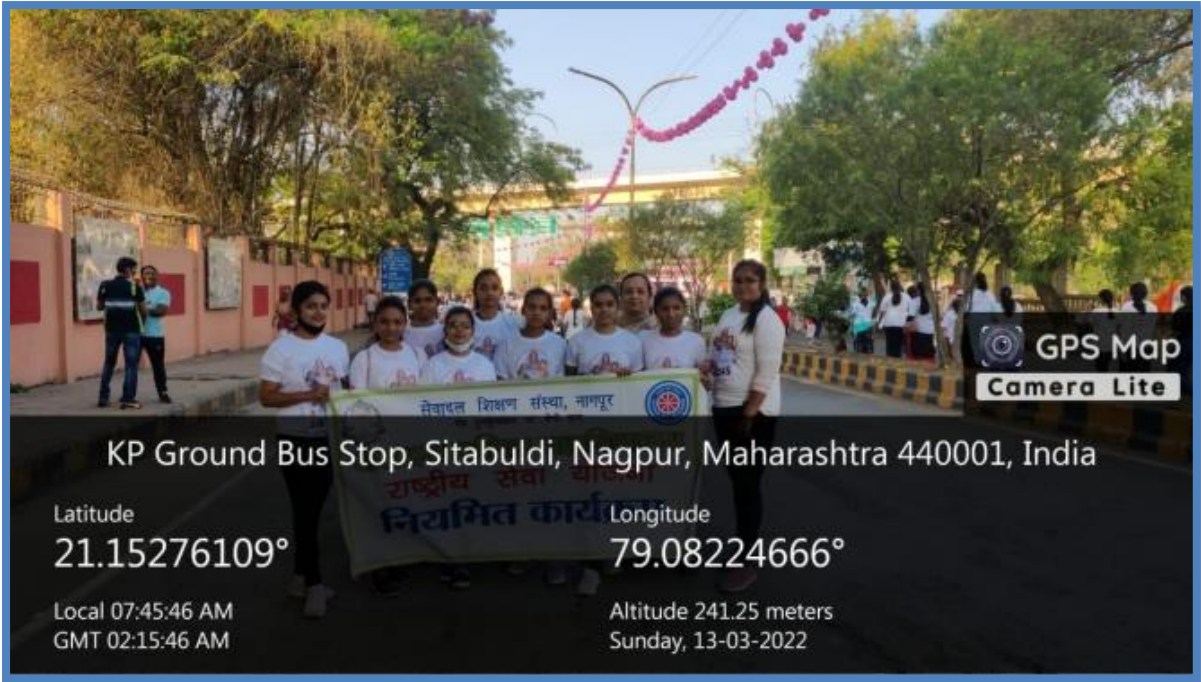 GPS Map
Camera Lite
सेवादल शिक्षण संस्था, नागपूर
KP Ground Bus Stop, Sitabuldi, Nagpur, Maharashtra 440001, India
राष्ट्रीय सेवा योजना
नियमित कार्यक्रम
Latitude
21.15276109°
Longitude
79.08224666°
Local 07:45:46 AM
GMT 02:15:46 AM
Altitude 241.25 meters
Sunday, 13-03-2022